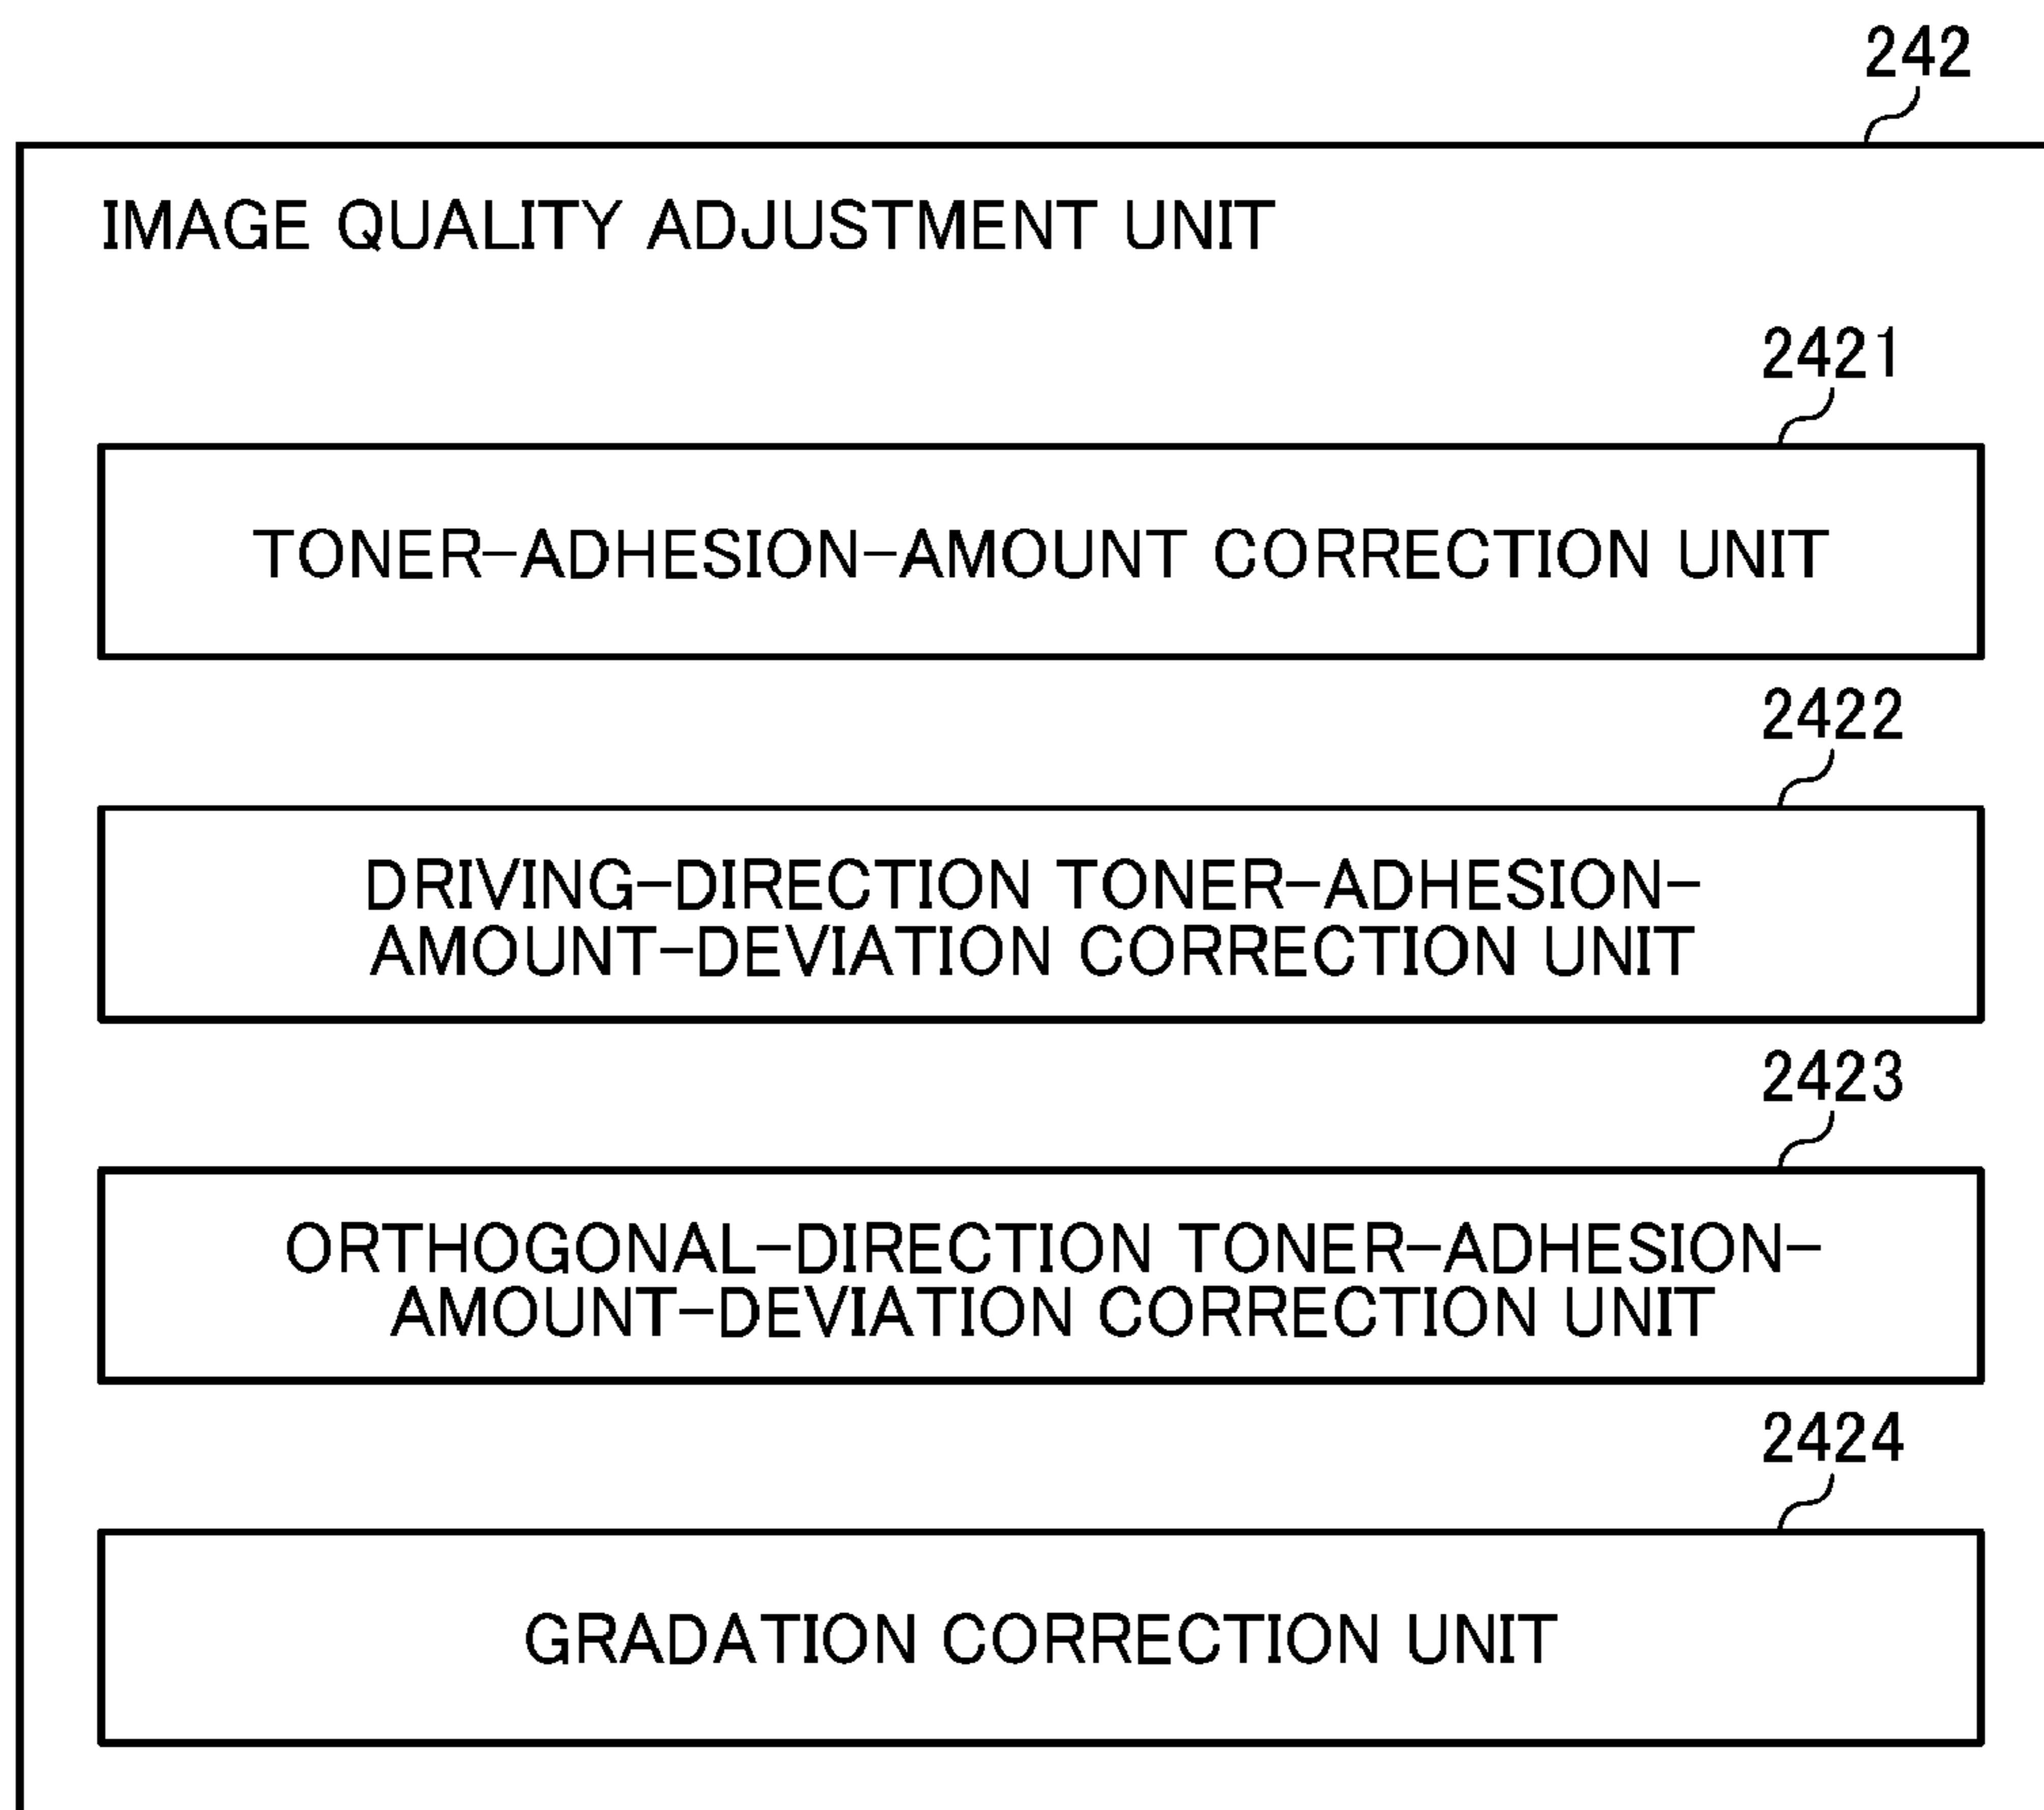 242
IMAGE QUALITY ADJUSTMENT UNIT
2421
TONER-ADHESION-AMOUNT CORRECTION UNIT
2422
DRIVING-DIRECTION TONER-ADHESION-
AMOUNT-DEVIATION CORRECTION UNIT
2423
ORTHOGONAL-DIRECTION TONER-ADHESION-
AMOUNT-DEVIATION CORRECTION UNIT
2424
GRADATION CORRECTION UNIT